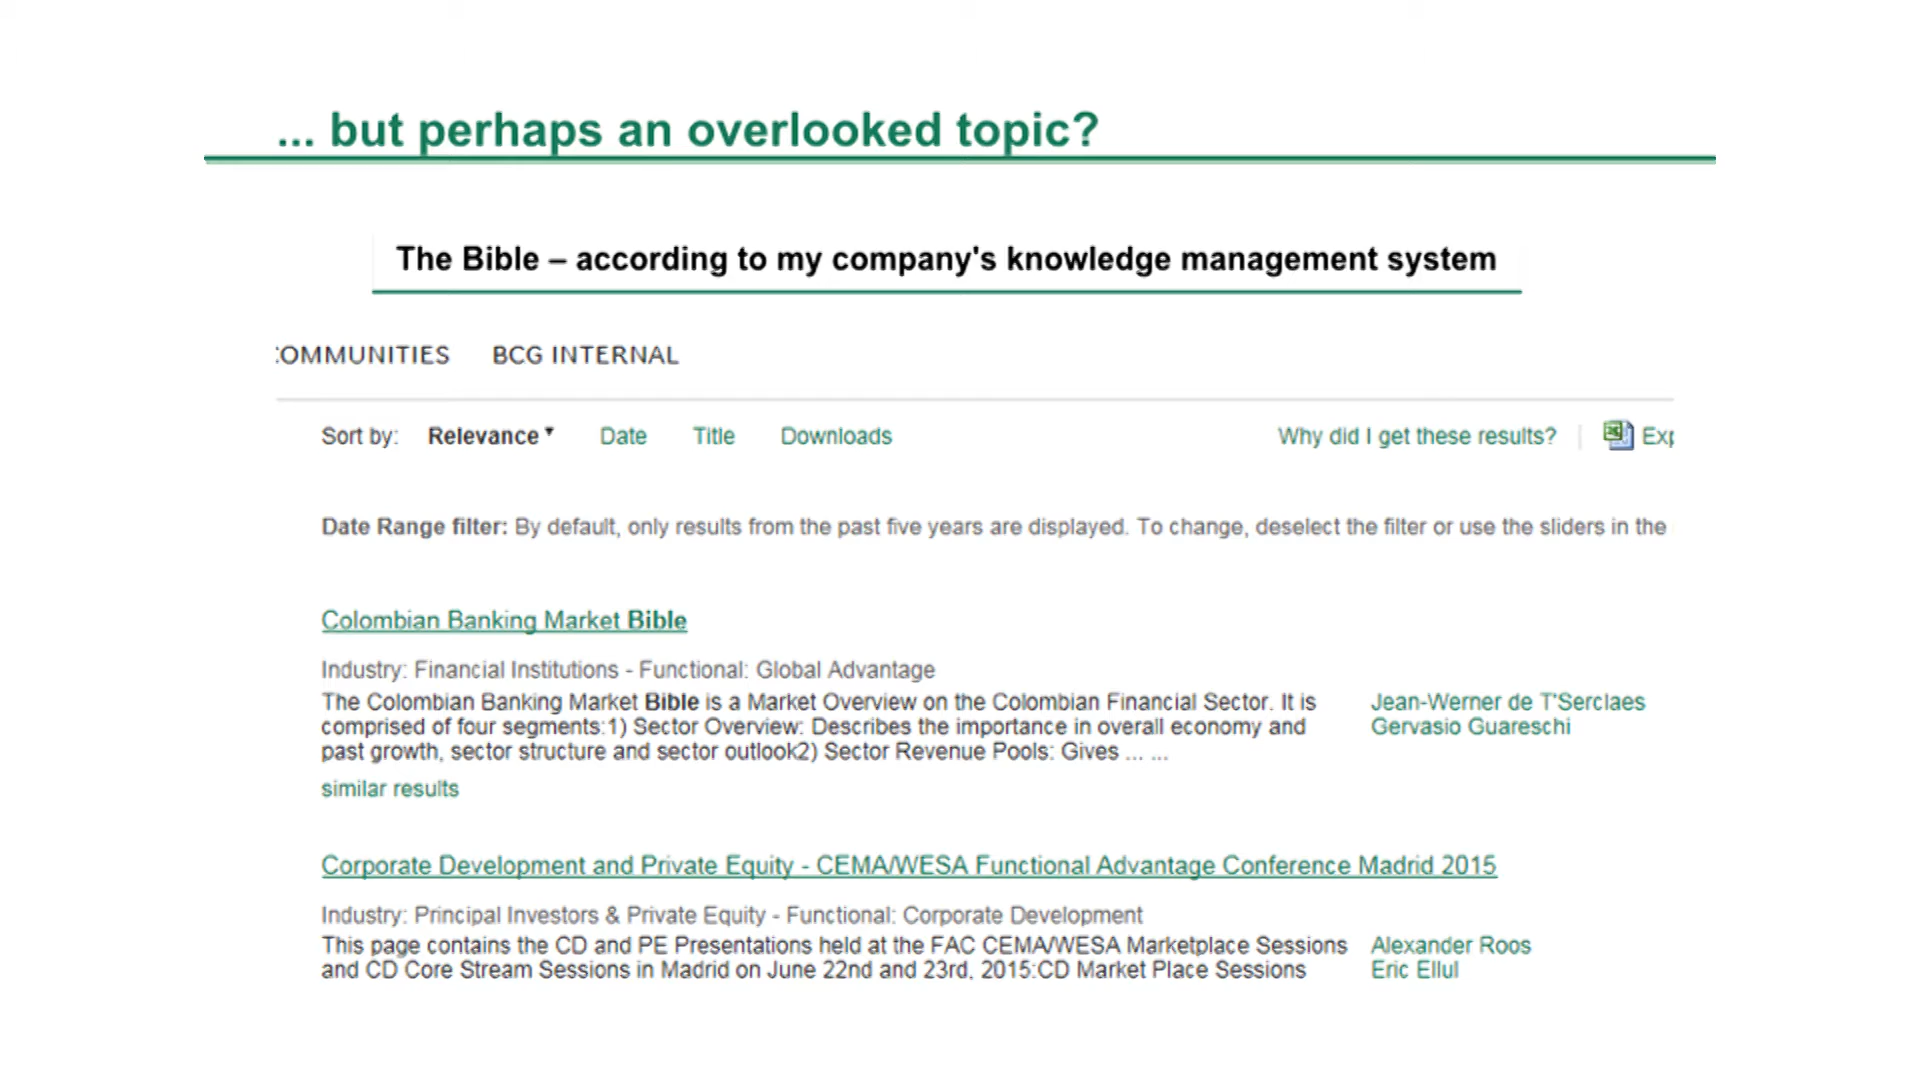 ... but perhaps an overlooked topic?
The Bible – according to my company's knowledge management system
COMMUNITIES BCG INTERNAL
Sort by: Relevance Date Title Downloads Why did I get these results? Exp
Date Range filter: By default, only results from the past five years are displayed. To change, deselect the filter or use the sliders in the
Colombian Banking Market Bible
Industry: Financial Institutions - Functional: Global Advantage
The Colombian Banking Market Bible is a Market Overview on the Colombian Financial Sector. It is
comprised of four segments:1) Sector Overview: Describes the importance in overall economy and
past growth, sector structure and sector outlook2) Sector Revenue Pools: Gives ... ...
Jean-Werner de T'Serclaes
Gervasio Guareschi
similar results
Corporate Development and Private Equity - CEMA/WESA Functional Advantage Conference Madrid 2015
Industry: Principal Investors & Private Equity - Functional: Corporate Development
This page contains the CD and PE Presentations held at the FAC CEMA/WESA Marketplace Sessions
and CD Core Stream Sessions in Madrid on June 22nd and 23rd, 2015:CD Market Place Sessions
Alexander Roos
Eric Ellul